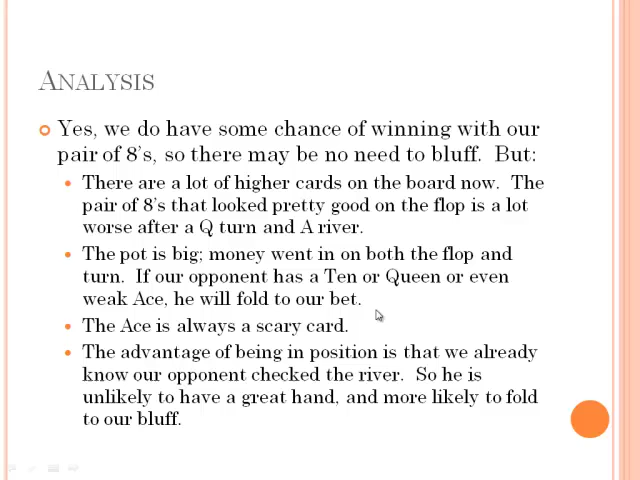 ANALYSIS
Yes, we do have some chance of winning with our
pair of 8's, so there may be no need to bluff. But:
There are a lot of higher cards on the board now. The
pair of 8's that looked pretty good on the flop is a lot
worse after a Q turn and A river.
The pot is big; money went in on both the flop and
turn. If our opponent has a Ten or Queen or even
weak Ace, he will fold to our bet.
The Ace is always a scary card.
The advantage of being in position is that we already
know our opponent checked the river. So he is
unlikely to have a great hand, and more likely to fold
to our bluff.